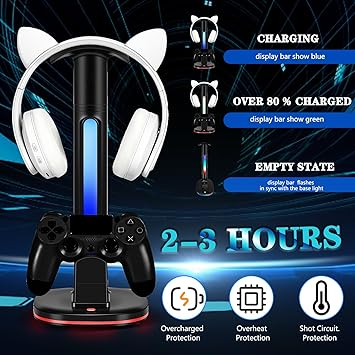 CHARGING
display bar show blue
OVER 80 % CHARGED
display bar show green
EMPTY STATE
display bar flashes
in sync with the base light
2-3 HOURS
Overcharged
Protection
Overheat
Protection
Shot Circuit.
Protection